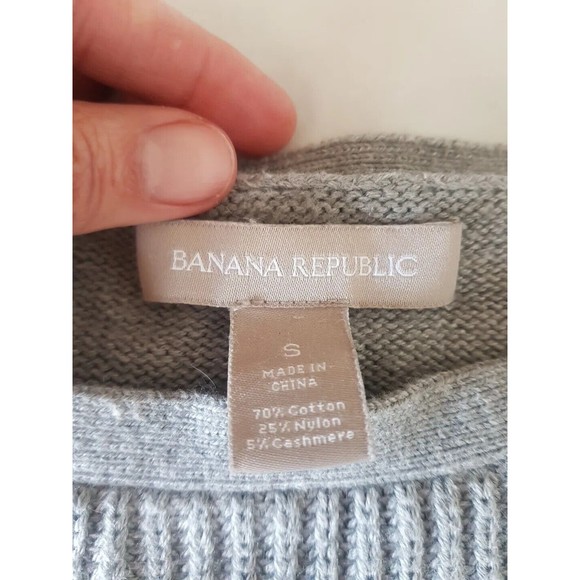 BANANA REPUBLIC
S
MADE IN
CHINA
70% Cotton
25% Nylon
5% Cashmere